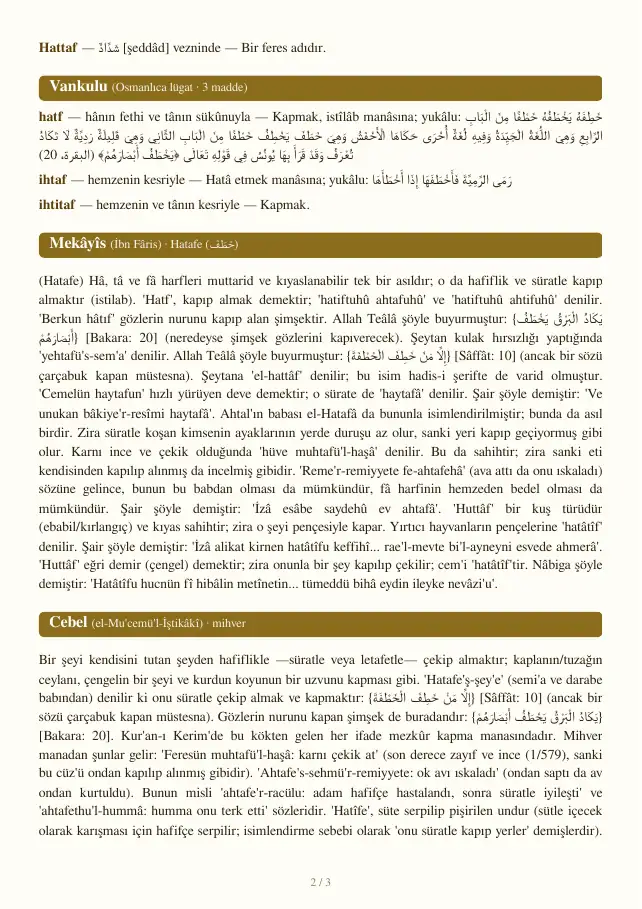 Hattaf — شَدَّادْ [şeddâd] vezninde — Bir feres adıdır.
Vankulu (Osmanlıca lügat · 3 madde)
hatf — hânın fethi ve tânın sükûnuyla — Kapmak, istîlâb manâsına; yukâlu: خَطِفَهُ يَخْطَفُهُ خَطْفًا مِنَ الْبَابِ
الرَّابِعِ وَهِيَ اللُّغَةُ الْجَيِّدَةُ وَفِيهِ لُغَةٌ أُخْرَى حَكَاهَا الْأَخْفَشُ وَهِيَ خَطَفَ يَخْطِفُ خَطْفًا مِنَ الْبَابِ الثَّانِي وَهِيَ قَلِيلَةٌ رَدِيَّةٌ لَا تَكَادُ
تُعْرَفُ وَقَدْ قَرَأَ بِهَا يُونُسُ فِي قَوْلِهِ تَعَالَى ﴿يَخْطِفُ أَبْصَارَهُمْ﴾ (البقرة، 20)
ihtaf — hemzenin kesriyle — Hatâ etmek manâsına; yukâlu: رَمَى الرَّمِيَّةَ فَأَخْطَفَهَا إِذَا أَخْطَأَهَا
ihtitaf — hemzenin ve tânın kesriyle — Kapmak.
Mekâyîs (İbn Fâris) · Hatafe (خَطَفَ)
(Hatafe) Hâ, tâ ve fâ harfleri muttarid ve kıyaslanabilir tek bir asıldır; o da hafiflik ve süratle kapıp
almaktır (istilab). 'Hatf', kapıp almak demektir; 'hatiftuhû ahtafuhû' ve 'hatiftuhû ahtifuhû' denilir.
'Berkun hâtıf' gözlerin nurunu kapıp alan şimşektir. Allah Teâlâ şöyle buyurmuştur: {يَكَادُ الْبَرْقُ يَخْطَفُ
أَبْصَارَهُمْ} [Bakara: 20] (neredeyse şimşek gözlerini kapıverecek). Şeytan kulak hırsızlığı yaptığında
'yehtafü's-sem'a' denilir. Allah Teâlâ şöyle buyurmuştur: {إِلَّا مَنْ خَطِفَ الْخَطْفَةَ} [Sâffât: 10] (ancak bir sözü
çarçabuk kapan müstesna). Şeytana 'el-hattâf' denilir; bu isim hadis-i şerifte de varid olmuştur.
'Cemelün haytafun' hızlı yürüyen deve demektir; o sürate de 'haytafâ' denilir. Şair şöyle demiştir: 'Ve
unukan bâkiye'r-resîmi haytafâ'. Ahtal'ın babası el-Hatafâ da bununla isimlendirilmiştir; bunda da asıl
birdir. Zira süratle koşan kimsenin ayaklarının yerde duruşu az olur, sanki yeri kapıp geçiyormuş gibi
olur. Karnı ince ve çekik olduğunda 'hüve muhtafü'l-haşâ' denilir. Bu da sahihtir; zira sanki eti
kendisinden kapılıp alınmış da incelmiş gibidir. 'Reme'r-remiyyete fe-ahtafehâ' (ava attı da onu ıskaladı)
sözüne gelince, bunun bu babdan olması da mümkündür, fâ harfinin hemzeden bedel olması da
mümkündür. Şair şöyle demiştir: 'İzâ esâbe saydehû ev ahtafâ'. 'Huttâf' bir kuş türüdür
(ebabil/kırlangıç) ve kıyas sahihtir; zira o şeyi pençesiyle kapar. Yırtıcı hayvanların pençelerine 'hatâtîf'
denilir. Şair şöyle demiştir: 'İzâ alikat kirnen hatâtîfu keffihî... rae'l-mevte bi'l-ayneyni esvede ahmerâ'.
'Huttâf' eğri demir (çengel) demektir; zira onunla bir şey kapılıp çekilir; cem'i 'hatâtîf'tir. Nâbiga şöyle
demiştir: 'Hatâtîfu hucnün fî hibâlin metînetin... tümeddü bihâ eydin ileyke nevâzi'u'.
Cebel (el-Mu'cemü'l-İştikâkî) · mihver
Bir şeyi kendisini tutan şeyden hafiflikle —süratle veya letafetle— çekip almaktır; kaplanın/tuzağın
ceylanı, çengelin bir şeyi ve kurdun koyunun bir uzvunu kapması gibi. 'Hatafe'ş-şey'e' (semi'a ve darabe
babından) denilir ki onu süratle çekip almak ve kapmaktır: {إِلَّا مَنْ خَطِفَ الْخَطْفَةَ} [Sâffât: 10] (ancak bir
sözü çarçabuk kapan müstesna). Gözlerin nurunu kapan şimşek de buradandır: {يَكَادُ الْبَرْقُ يَخْطَفُ أَبْصَارَهُمْ}
[Bakara: 20]. Kur'an-ı Kerim'de bu kökten gelen her ifade mezkûr kapma manasındadır. Mihver
manadan şunlar gelir: 'Feresün muhtafü'l-haşâ: karnı çekik at' (son derece zayıf ve ince (1/579), sanki
bu cüz'ü ondan kapılıp alınmış gibidir). 'Ahtafe's-sehmü'r-remiyyete: ok avı ıskaladı' (ondan saptı da av
ondan kurtuldu). Bunun misli 'ahtafe'r-racülu: adam hafifçe hastalandı, sonra süratle iyileşti' ve
'ahtafethu'l-hummâ: humma onu terk etti' sözleridir. 'Hatîfe', süte serpilip pişirilen undur (sütle içecek
olarak karışması için hafifçe serpilir; isimlendirme sebebi olarak 'onu süratle kapıp yerler' demişlerdir).
2 / 3